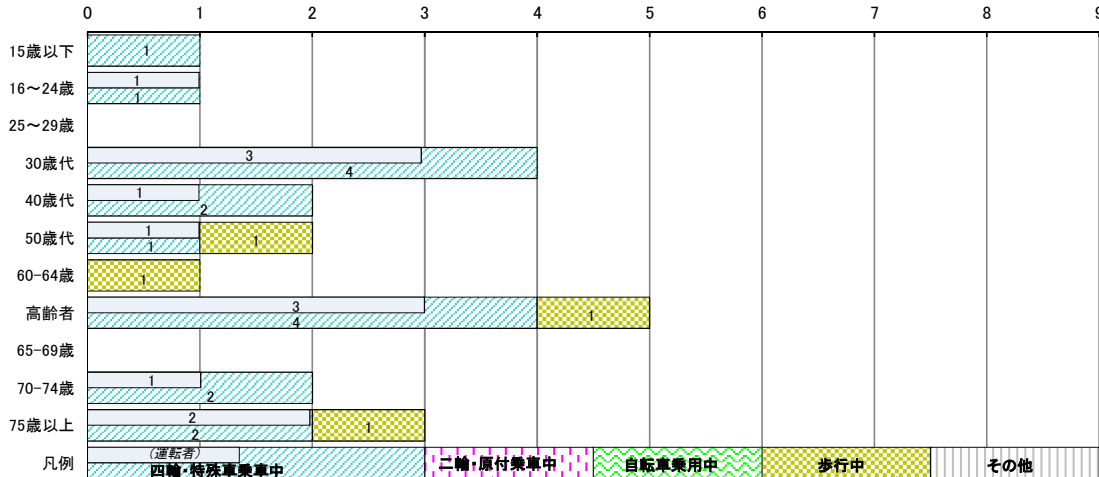 0 1 2 3 4 5 6 7 8 9
15歳以下 1
16～24歳 1
1
25～29歳
30歳代 3
4
40歳代 1
2
50歳代 1 1
1
60-64歳 1
高齢者 3 1
4
65-69歳
70-74歳 1
2
75歳以上 2 1
2
凡例 (運転者)
四輪・特殊車乗車中 二輪・原付乗車中 自転車乗用中 歩行中 その他